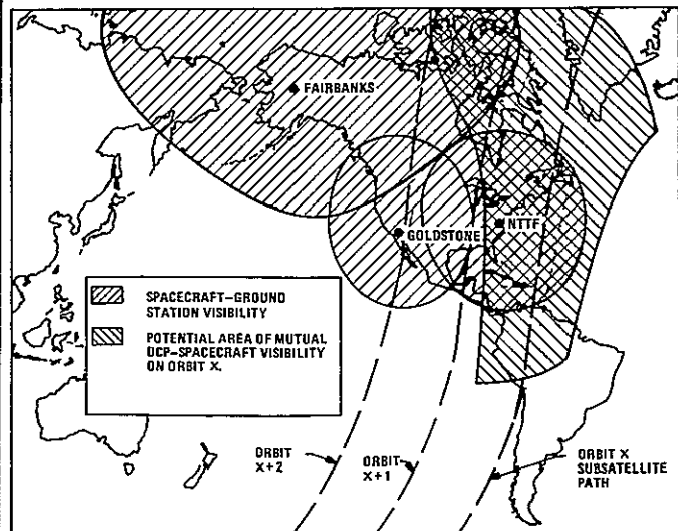 FAIRBANKS
GOLDSTONE
NTTF
SPACECRAFT-GROUND
STATION VISIBILITY
POTENTIAL AREA OF MUTUAL
DCP-SPACECRAFT VISIBILITY
ON ORBIT X.
ORBIT
X+2
ORBIT
X+1
ORBIT X
SUBSATELLITE
PATH